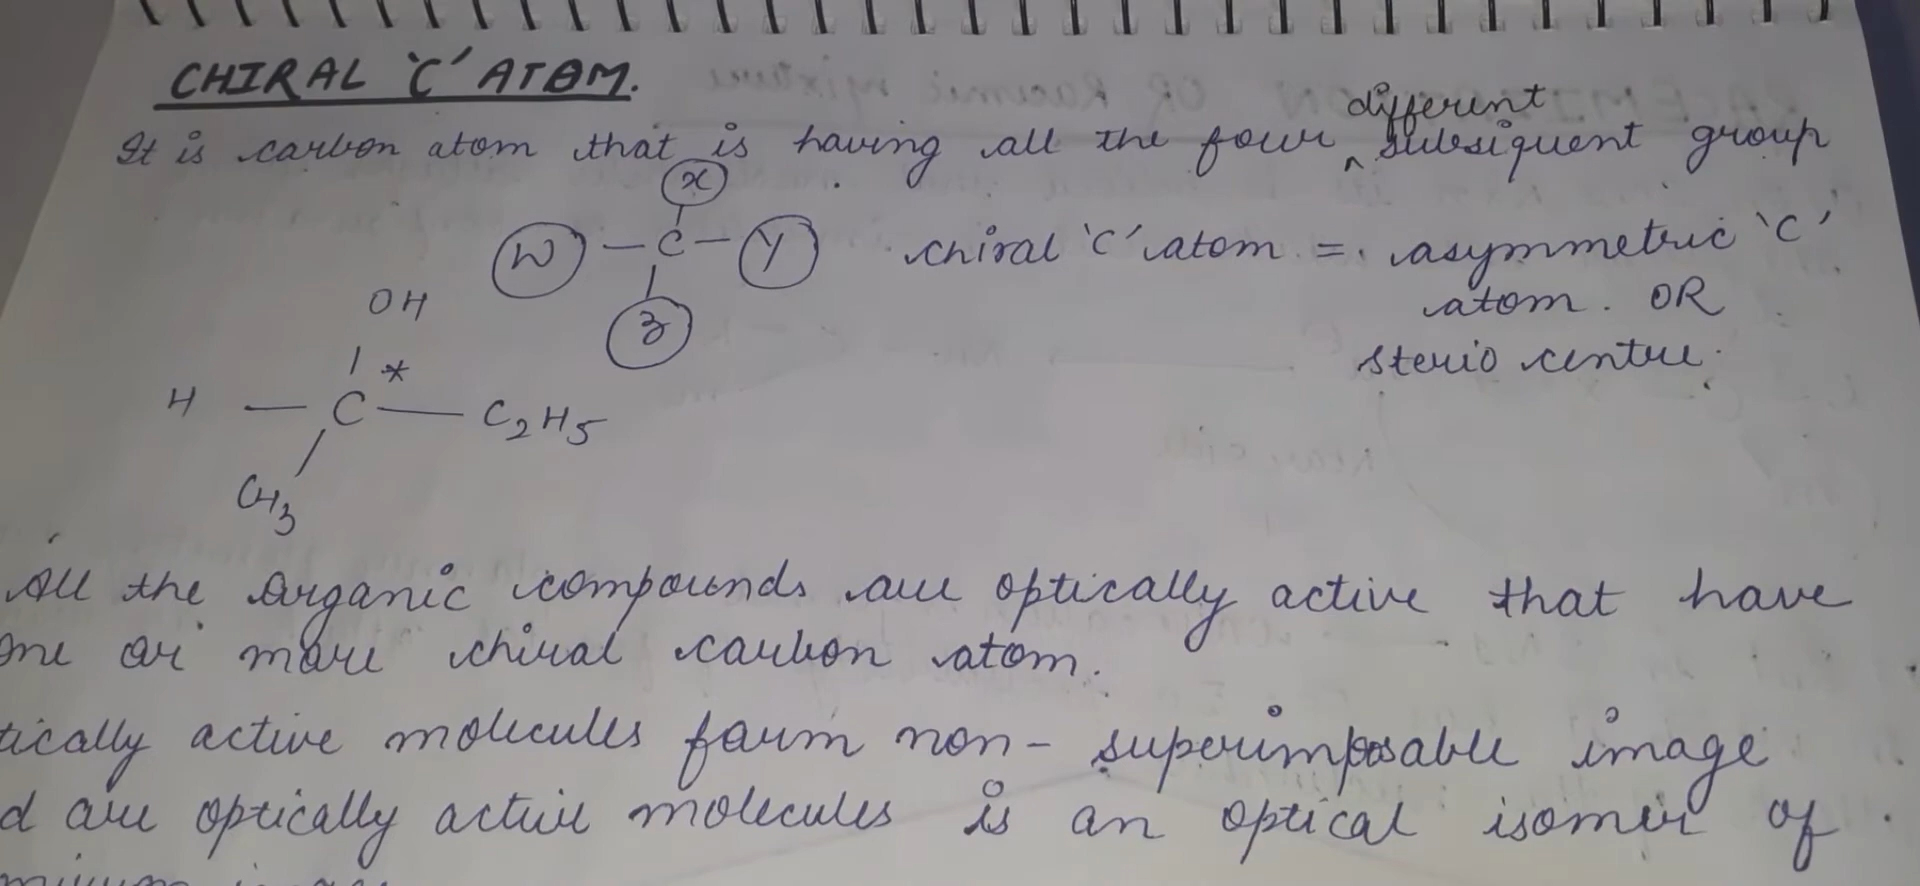 CHIRAL 'C' ATOM.
different
It is carbon atom that is having all the four ^ subsiquent group
x
W — C — Y chiral 'C' atom = asymmetric 'C'
z
atom. OR
sterio centre.
OH
*
H — C — C2H5
CH3
All the organic compounds are optically active that have
one or more chiral carbon atom.
tically active molecules form non- superimposable image
d are optically active molecules is an optical isomer of